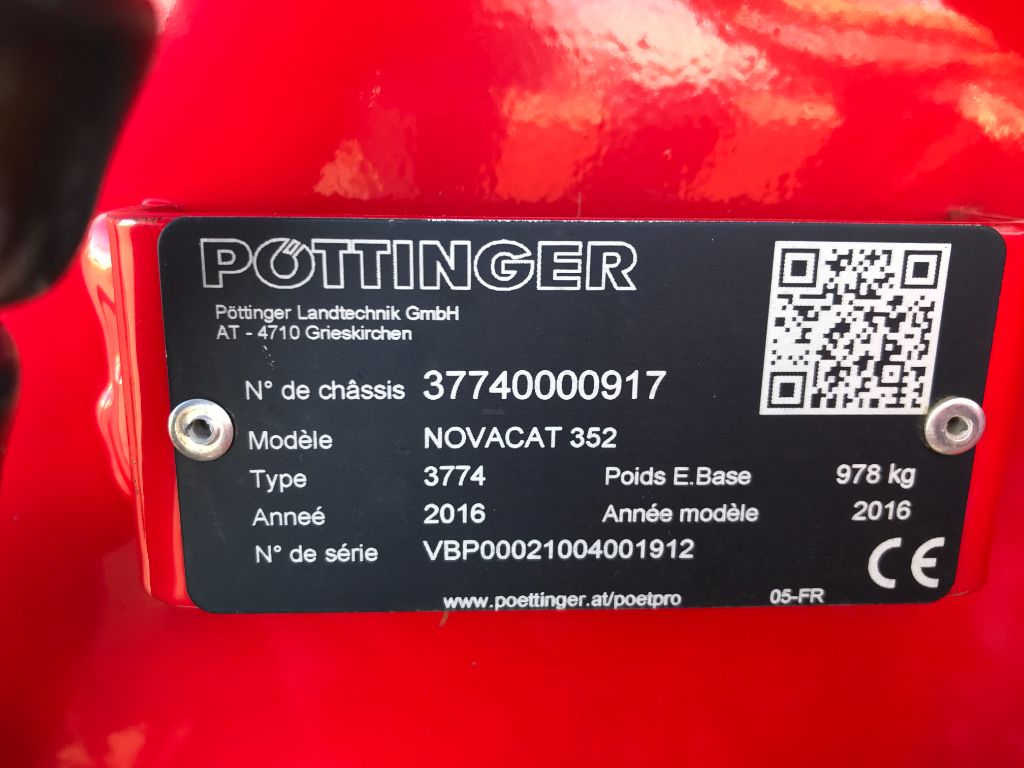 PÖTTINGER
Pöttinger Landtechnik GmbH
AT - 4710 Grieskirchen
N° de châssis 37740000917
Modèle NOVACAT 352
Type 3774 Poids E.Base 978 kg
Anneé 2016 Année modèle 2016
N° de série VBP00021004001912
CE
www.poettinger.at/poetpro 05-FR